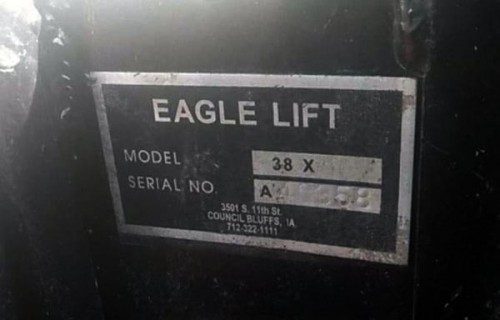 EAGLE LIFT
MODEL 38 X
SERIAL NO.
3501 S. 11th St.
COUNCIL BLUFFS, IA
712-322-1111